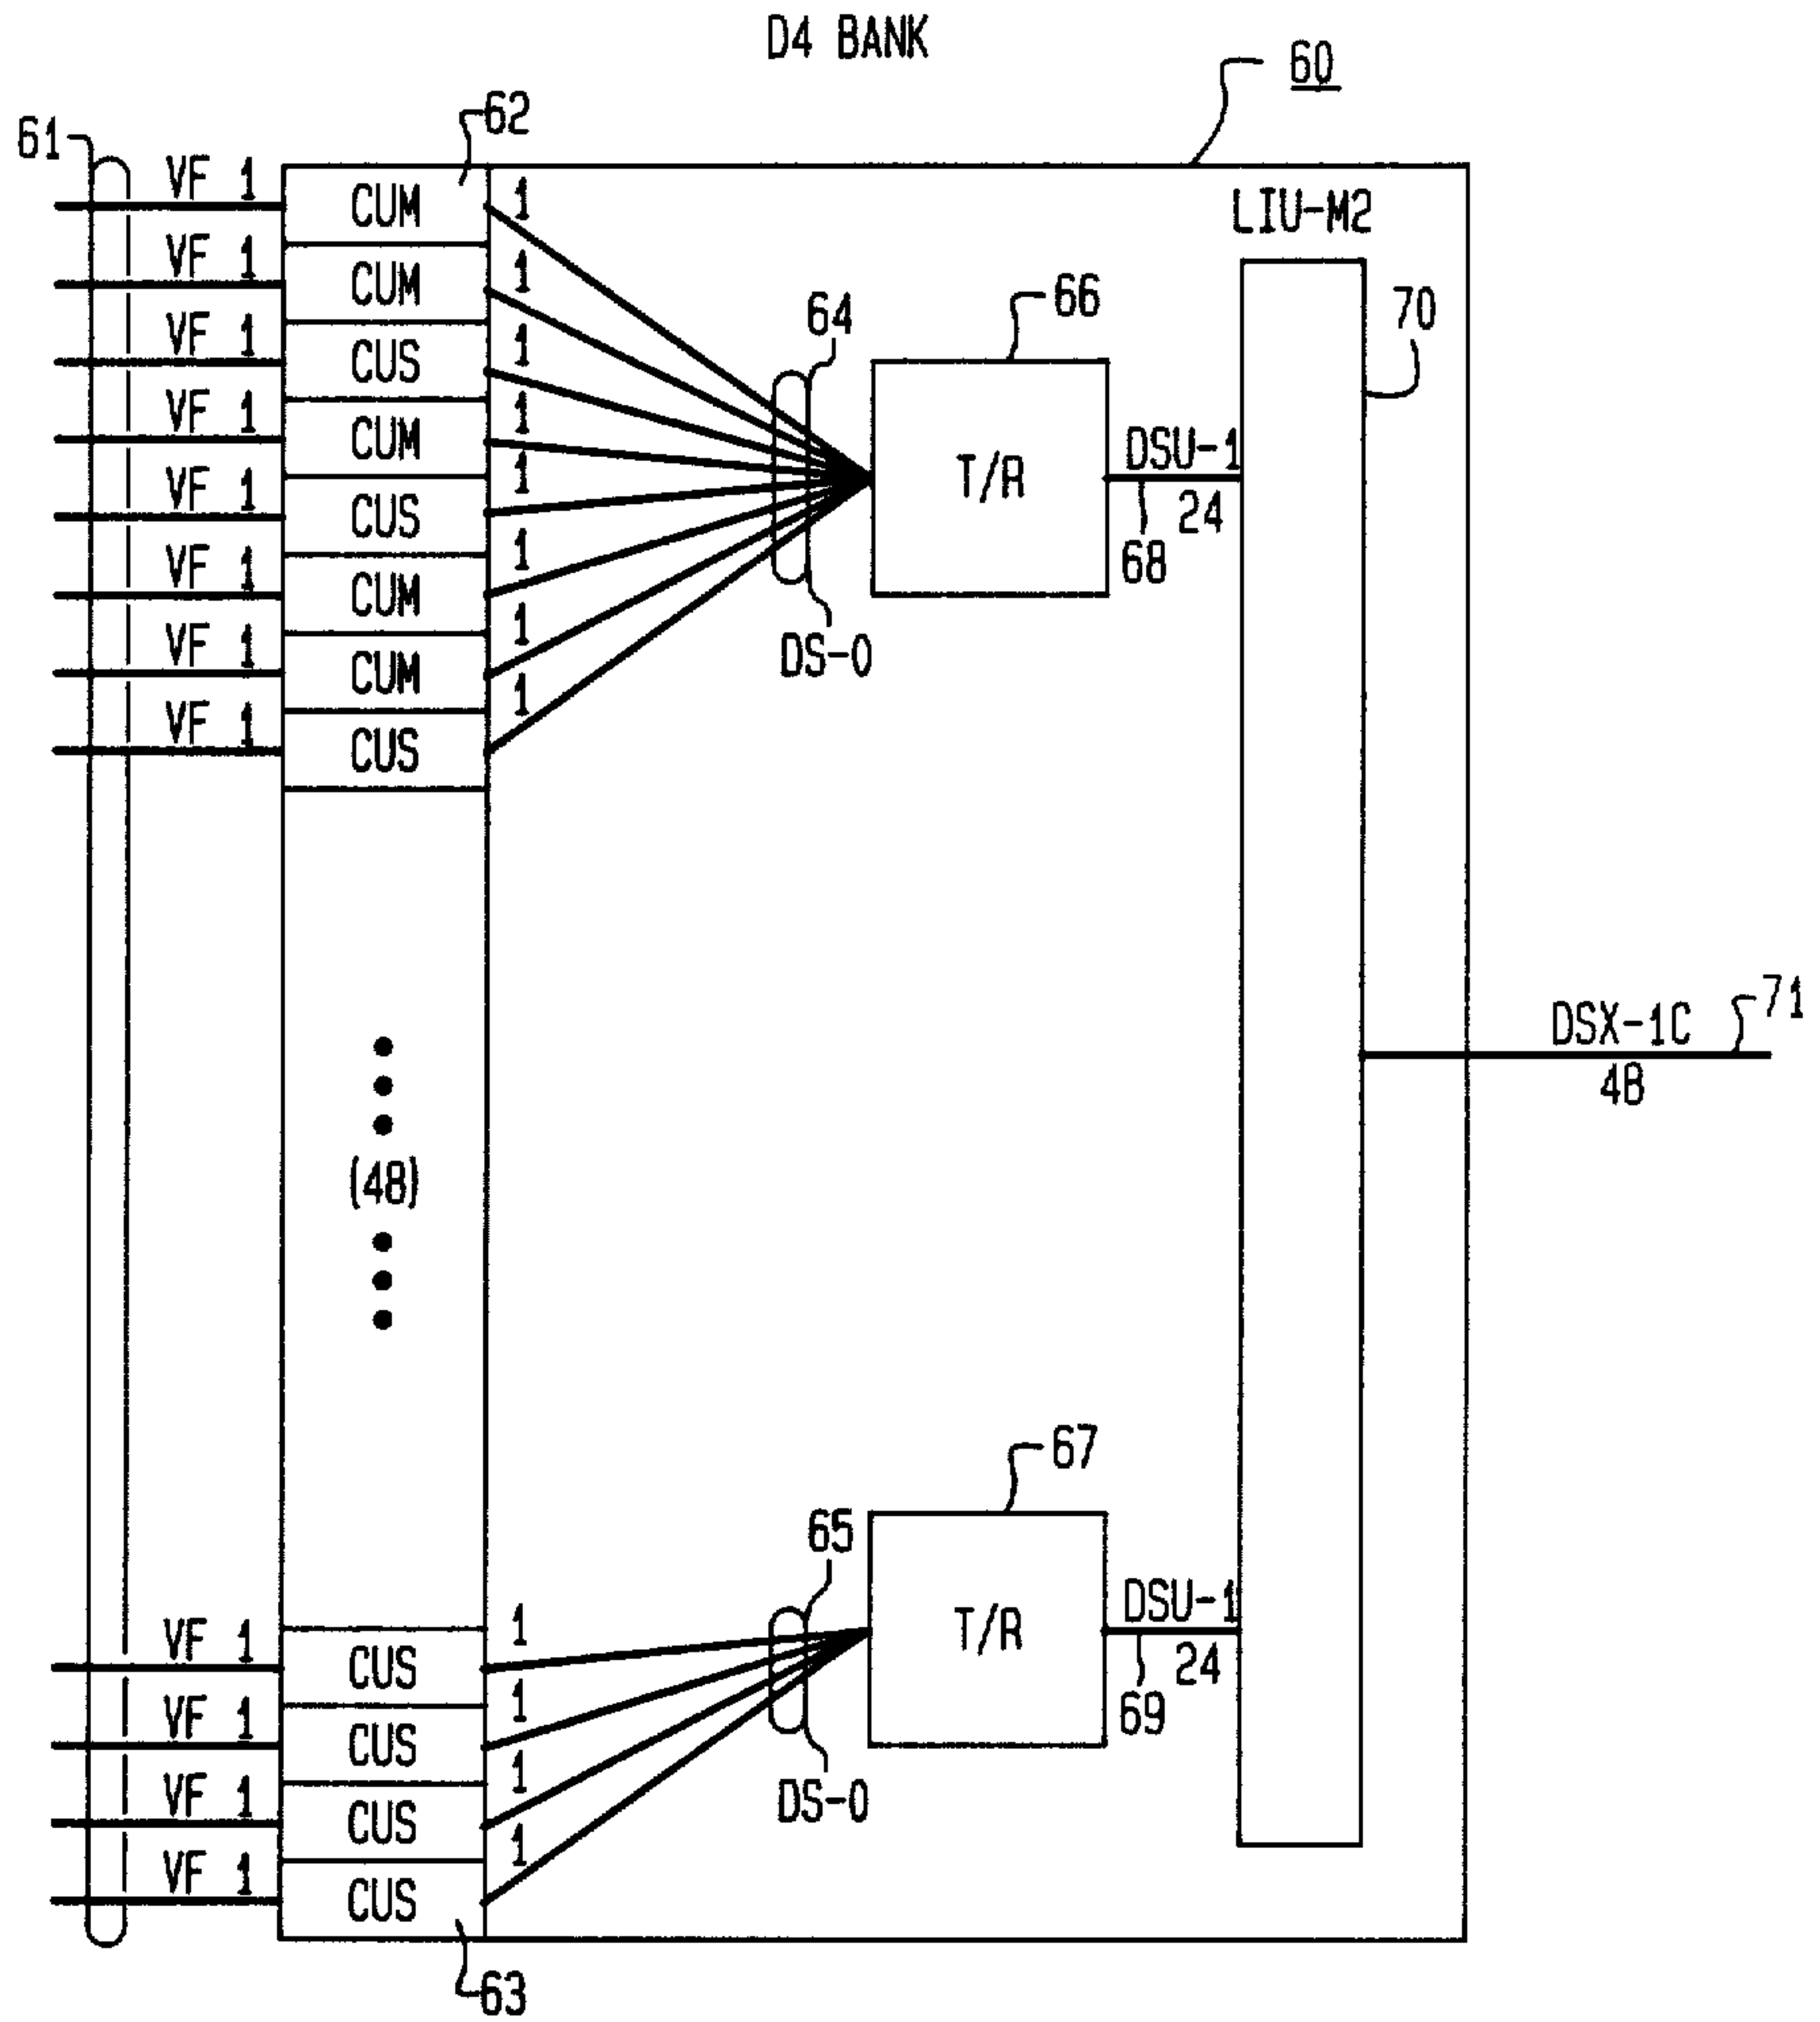 D4 BANK
60
61
62
VF 1
CUM
1
LIU-M2
VF 1
CUM
1
VF 1
CUS
1
64
66
70
VF 1
CUM
1
VF 1
CUS
1
T/R
DSU-1
24
68
VF 1
CUM
1
VF 1
CUM
1
DS-0
VF 1
CUS
1
DSX-1C
71
48
(48)
67
65
VF 1
CUS
1
T/R
DSU-1
24
69
VF 1
CUS
1
VF 1
CUS
1
DS-0
VF 1
CUS
1
63